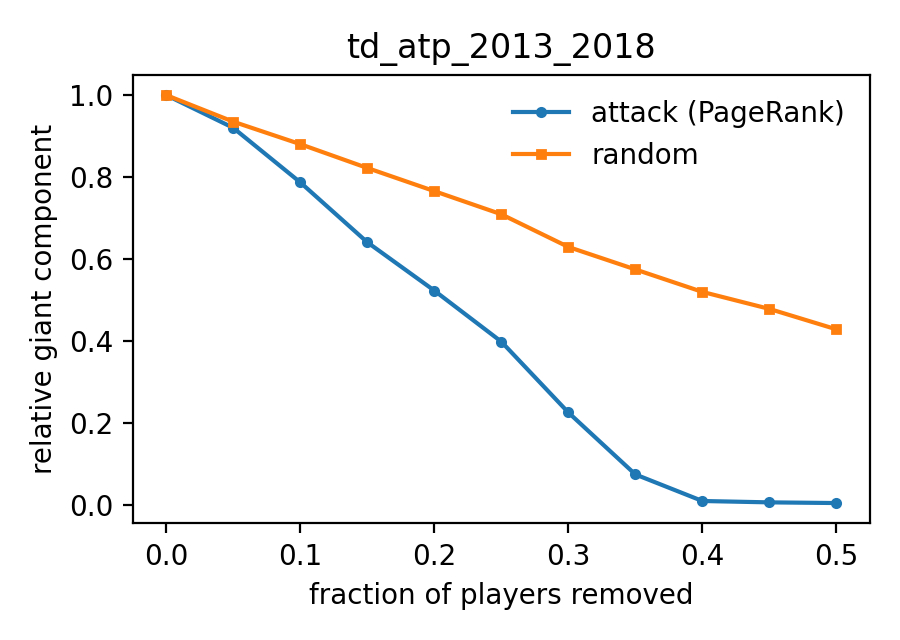 td_atp_2013_2018
attack (PageRank)
random
relative giant component
1.0
0.8
0.6
0.4
0.2
0.0
0.0 0.1 0.2 0.3 0.4 0.5
fraction of players removed